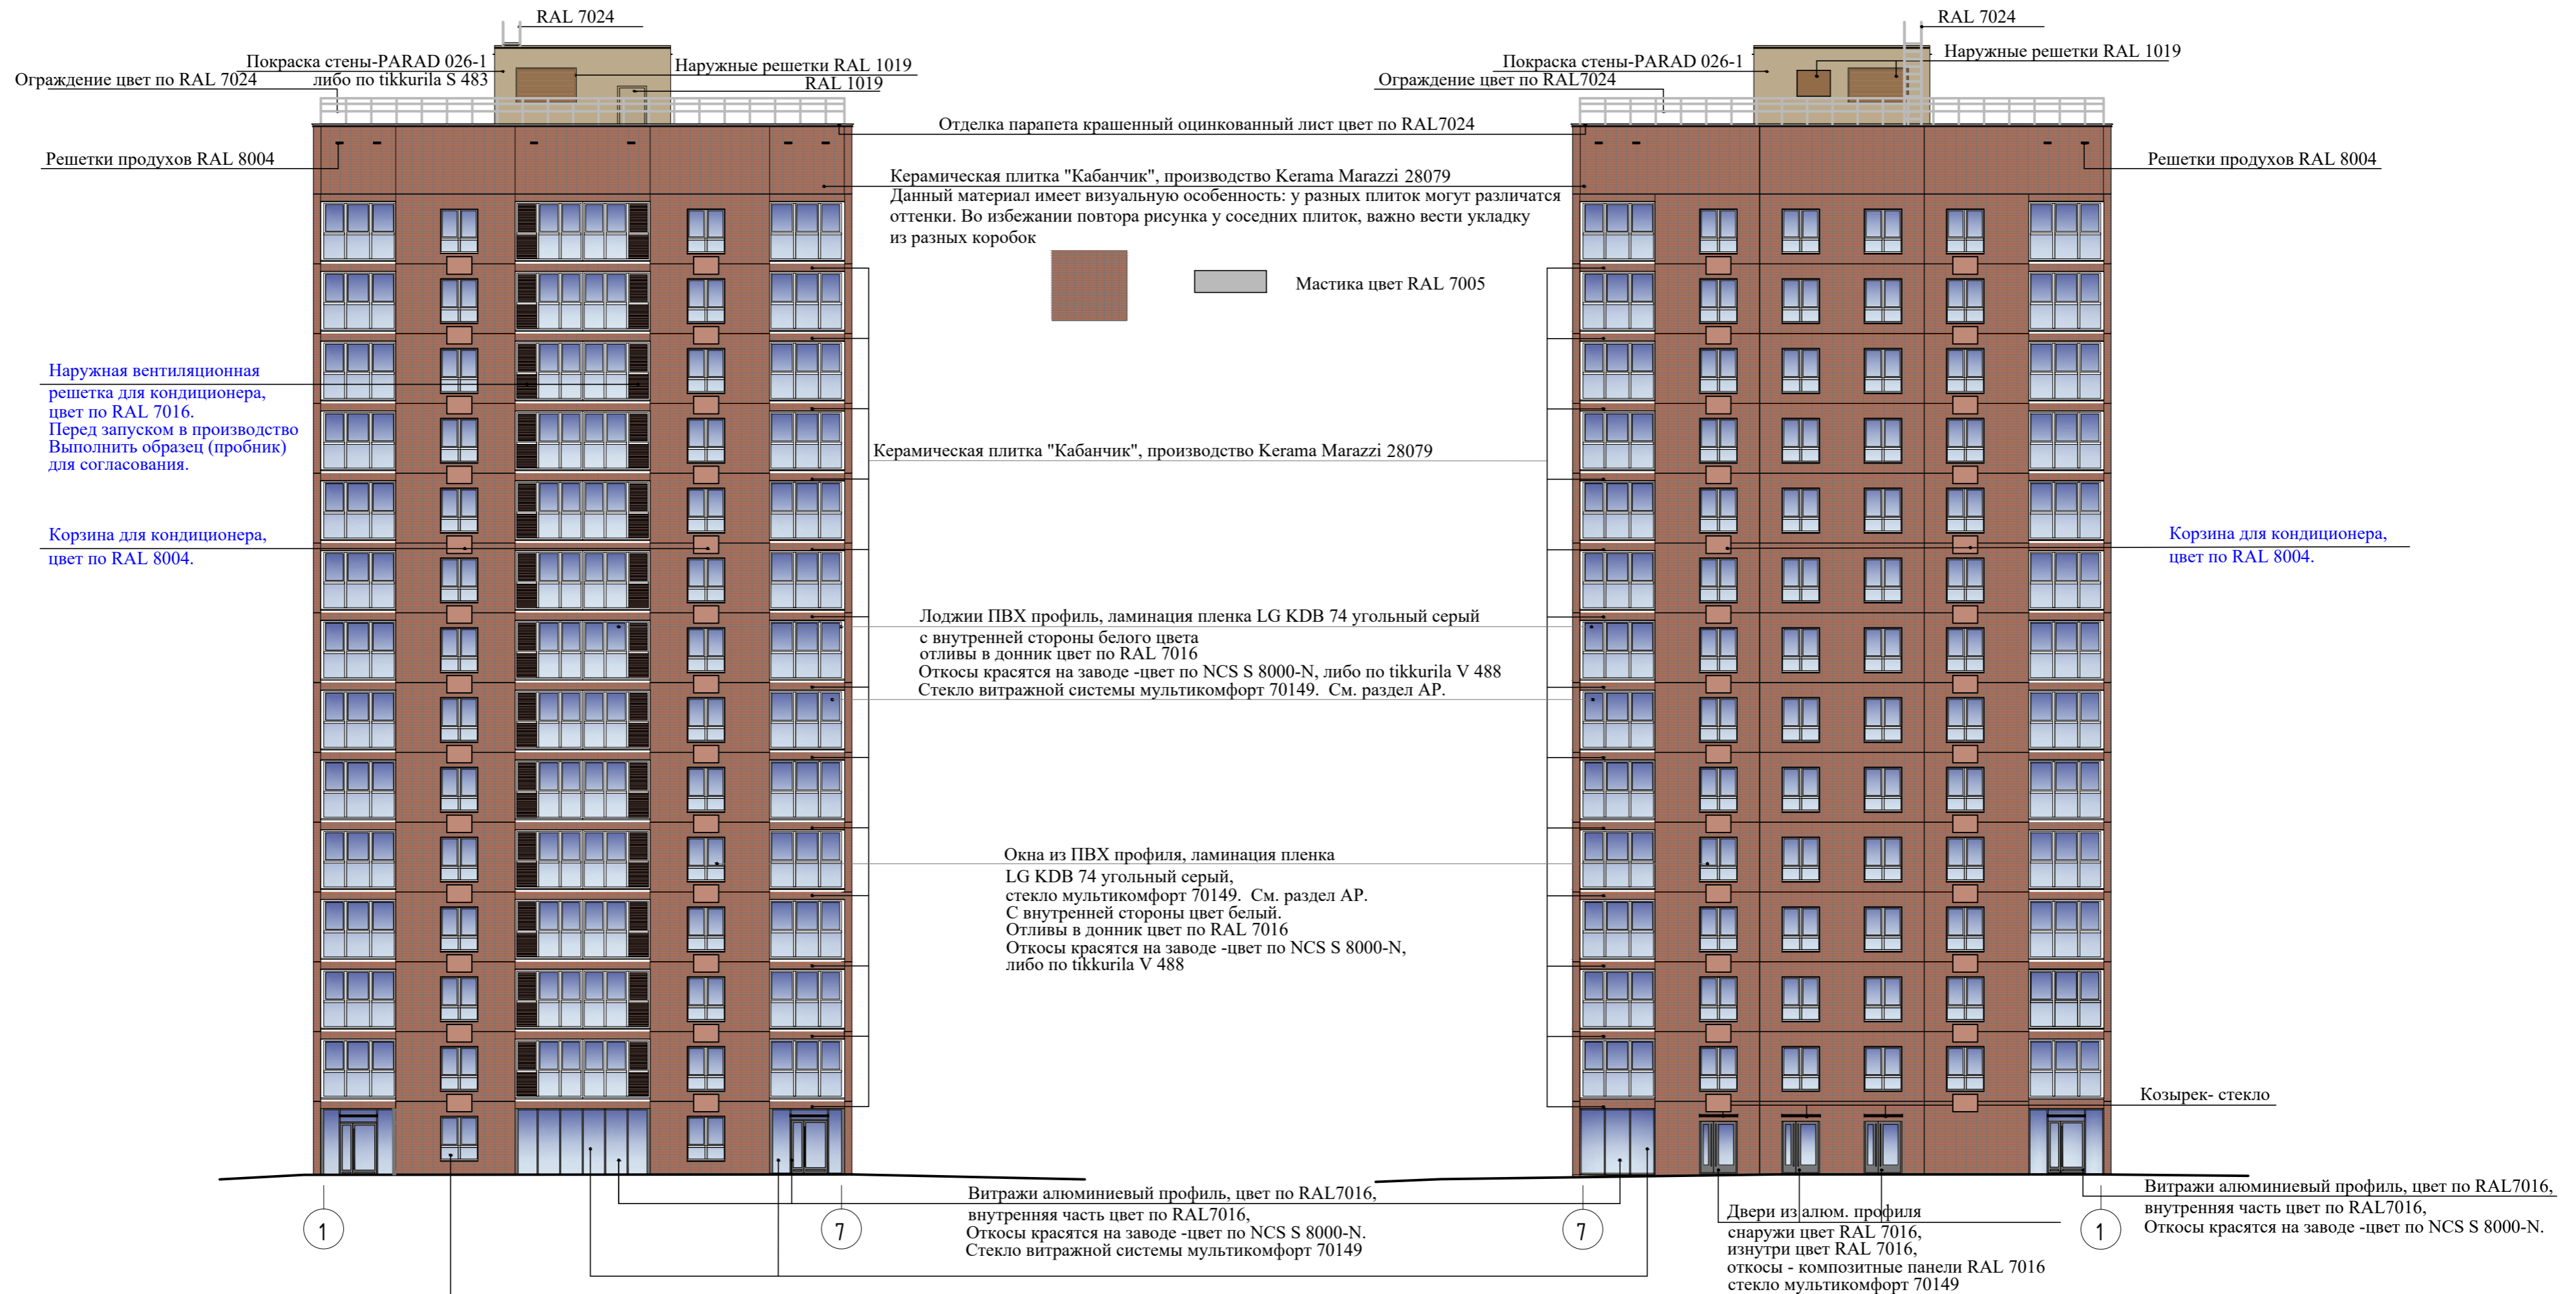 RAL 7024
Покраска стены-PARAD 026-1
либо по tikkurila S 483
Ограждение цвет по RAL 7024
Наружные решетки RAL 1019
RAL 1019
RAL 7024
Покраска стены-PARAD 026-1
Наружные решетки RAL 1019
Ограждение цвет по RAL7024
Отделка парапета крашенный оцинкованный лист цвет по RAL7024
Решетки продухов RAL 8004
Решетки продухов RAL 8004
Керамическая плитка "Кабанчик", производство Kerama Marazzi 28079
Данный материал имеет визуальную особенность: у разных плиток могут различатся
оттенки. Во избежании повтора рисунка у соседних плиток, важно вести укладку
из разных коробок
Мастика цвет RAL 7005
Наружная вентиляционная
решетка для кондиционера,
цвет по RAL 7016.
Перед запуском в производство
Выполнить образец (пробник)
для согласования.
Керамическая плитка "Кабанчик", производство Kerama Marazzi 28079
Корзина для кондиционера,
цвет по RAL 8004.
Корзина для кондиционера,
цвет по RAL 8004.
Лоджии ПВХ профиль, ламинация пленка LG KDB 74 угольный серый
с внутренней стороны белого цвета
отливы в донник цвет по RAL 7016
Откосы красятся на заводе -цвет по NCS S 8000-N, либо по tikkurila V 488
Стекло витражной системы мультикомфорт 70149. См. раздел АР.
Окна из ПВХ профиля, ламинация пленка
LG KDB 74 угольный серый,
стекло мультикомфорт 70149. См. раздел АР.
С внутренней стороны цвет белый.
Отливы в донник цвет по RAL 7016
Откосы красятся на заводе -цвет по NCS S 8000-N,
либо по tikkurila V 488
Козырек- стекло
Витражи алюминиевый профиль, цвет по RAL7016,
внутренняя часть цвет по RAL7016,
Откосы красятся на заводе -цвет по NCS S 8000-N.
Стекло витражной системы мультикомфорт 70149
Двери из алюм. профиля
снаружи цвет RAL 7016,
изнутри цвет RAL 7016,
откосы - композитные панели RAL 7016
стекло мультикомфорт 70149
Витражи алюминиевый профиль, цвет по RAL7016,
внутренняя часть цвет по RAL7016,
Откосы красятся на заводе -цвет по NCS S 8000-N.
1
7
7
1